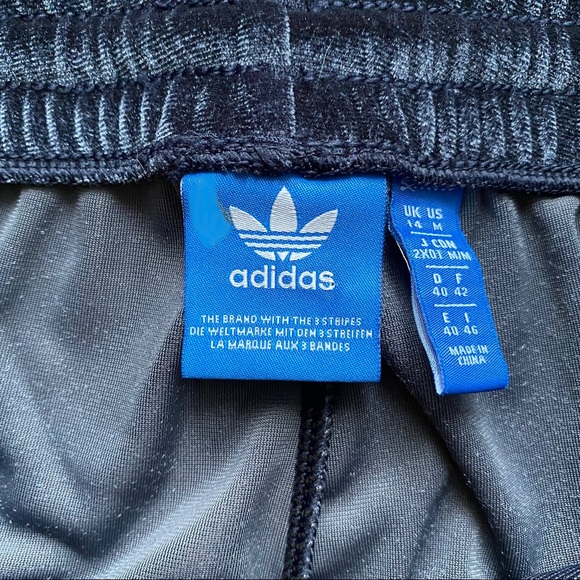 adidas
THE BRAND WITH THE 3 STRIPES
DIE WELTMARKE MIT DEN 3 STREIFEN
LA MARQUE AUX 3 BANDES
UK US
14 M
J CDN
2XOT M/M
D F
40 42
E I
40 46
MADE IN
CHINA